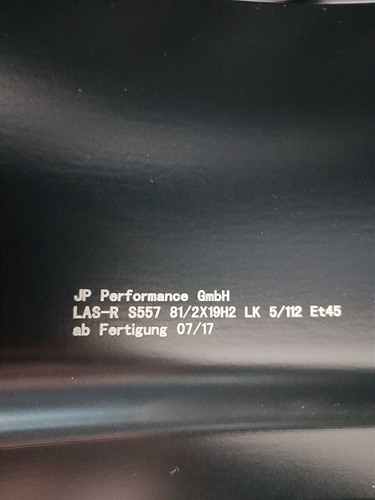 JP Performance GmbH
LAS-R S557 81/2X19H2 LK 5/112 Et45
ab Fertigung 07/17